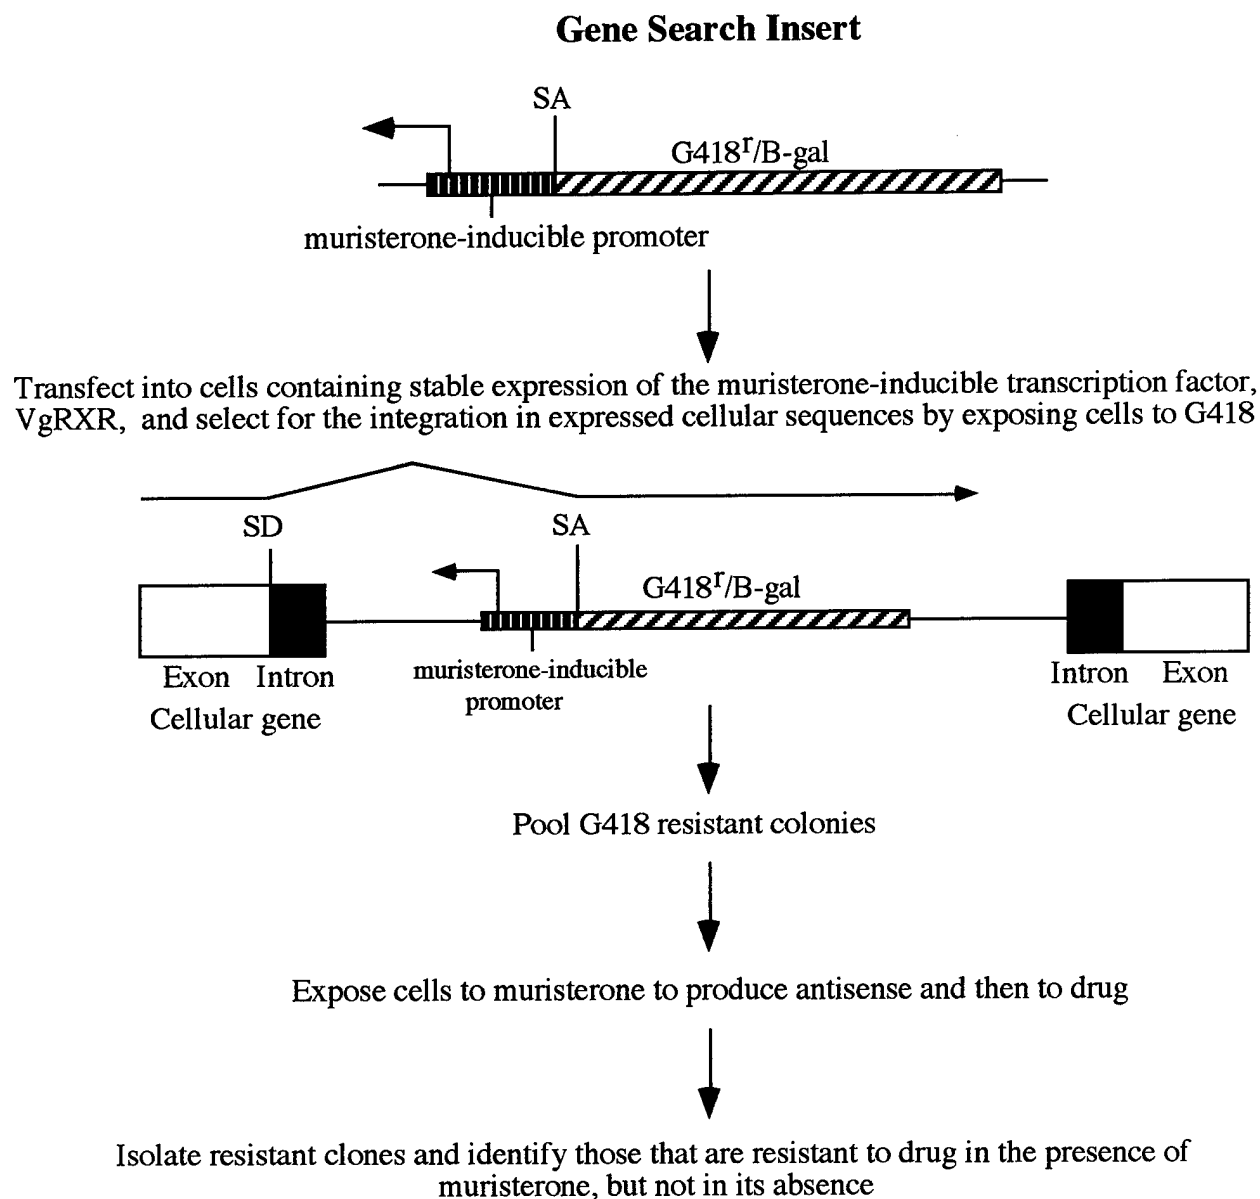 Gene Search Insert
SA
G418r/B-gal
muristerone-inducible promoter
Transfect into cells containing stable expression of the muristerone-inducible transcription factor,
VgRXR, and select for the integration in expressed cellular sequences by exposing cells to G418
SD
SA
G418r/B-gal
muristerone-inducible
promoter
Exon Intron
Cellular gene
Intron Exon
Cellular gene
Pool G418 resistant colonies
Expose cells to muristerone to produce antisense and then to drug
Isolate resistant clones and identify those that are resistant to drug in the presence of
muristerone, but not in its absence